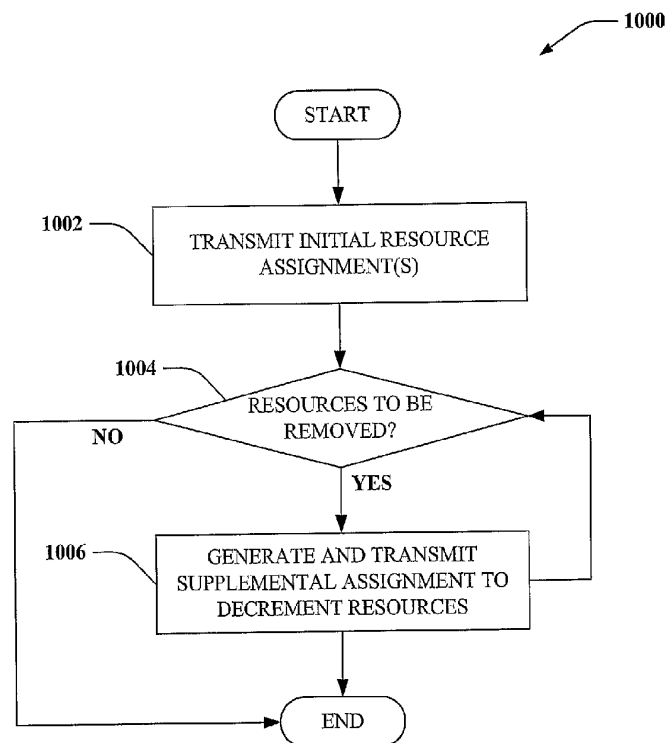 1000
START
1002
TRANSMIT INITIAL RESOURCE
ASSIGNMENT(S)
1004
RESOURCES TO BE
REMOVED?
NO
YES
1006
GENERATE AND TRANSMIT
SUPPLEMENTAL ASSIGNMENT TO
DECREMENT RESOURCES
END